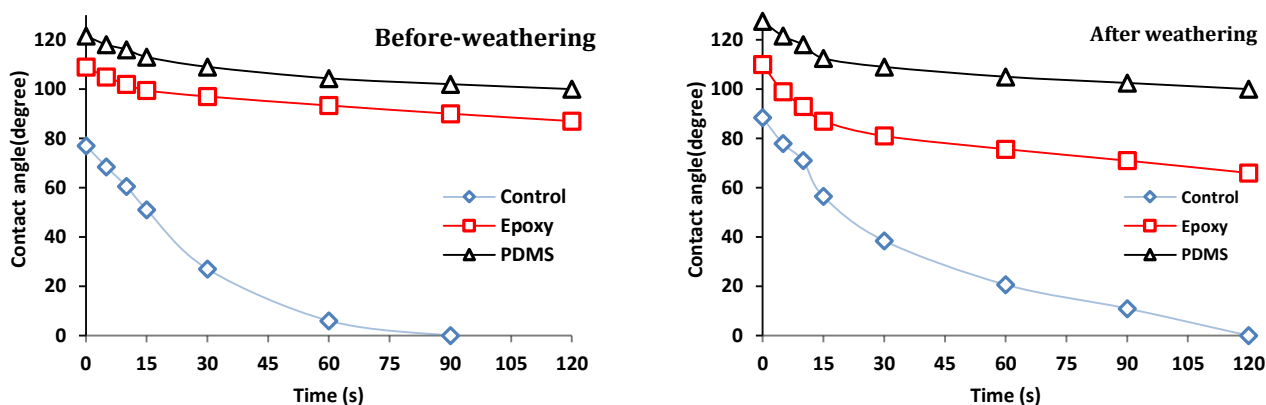 Before-weathering
Contact angle(degree)
120
100
80
60
40
20
0
0 15 30 45 60 75 90 105 120
Time (s)
Control
Epoxy
PDMS
After weathering
Contact angle(degree)
120
100
80
60
40
20
0
0 15 30 45 60 75 90 105 120
Time (s)
Control
Epoxy
PDMS